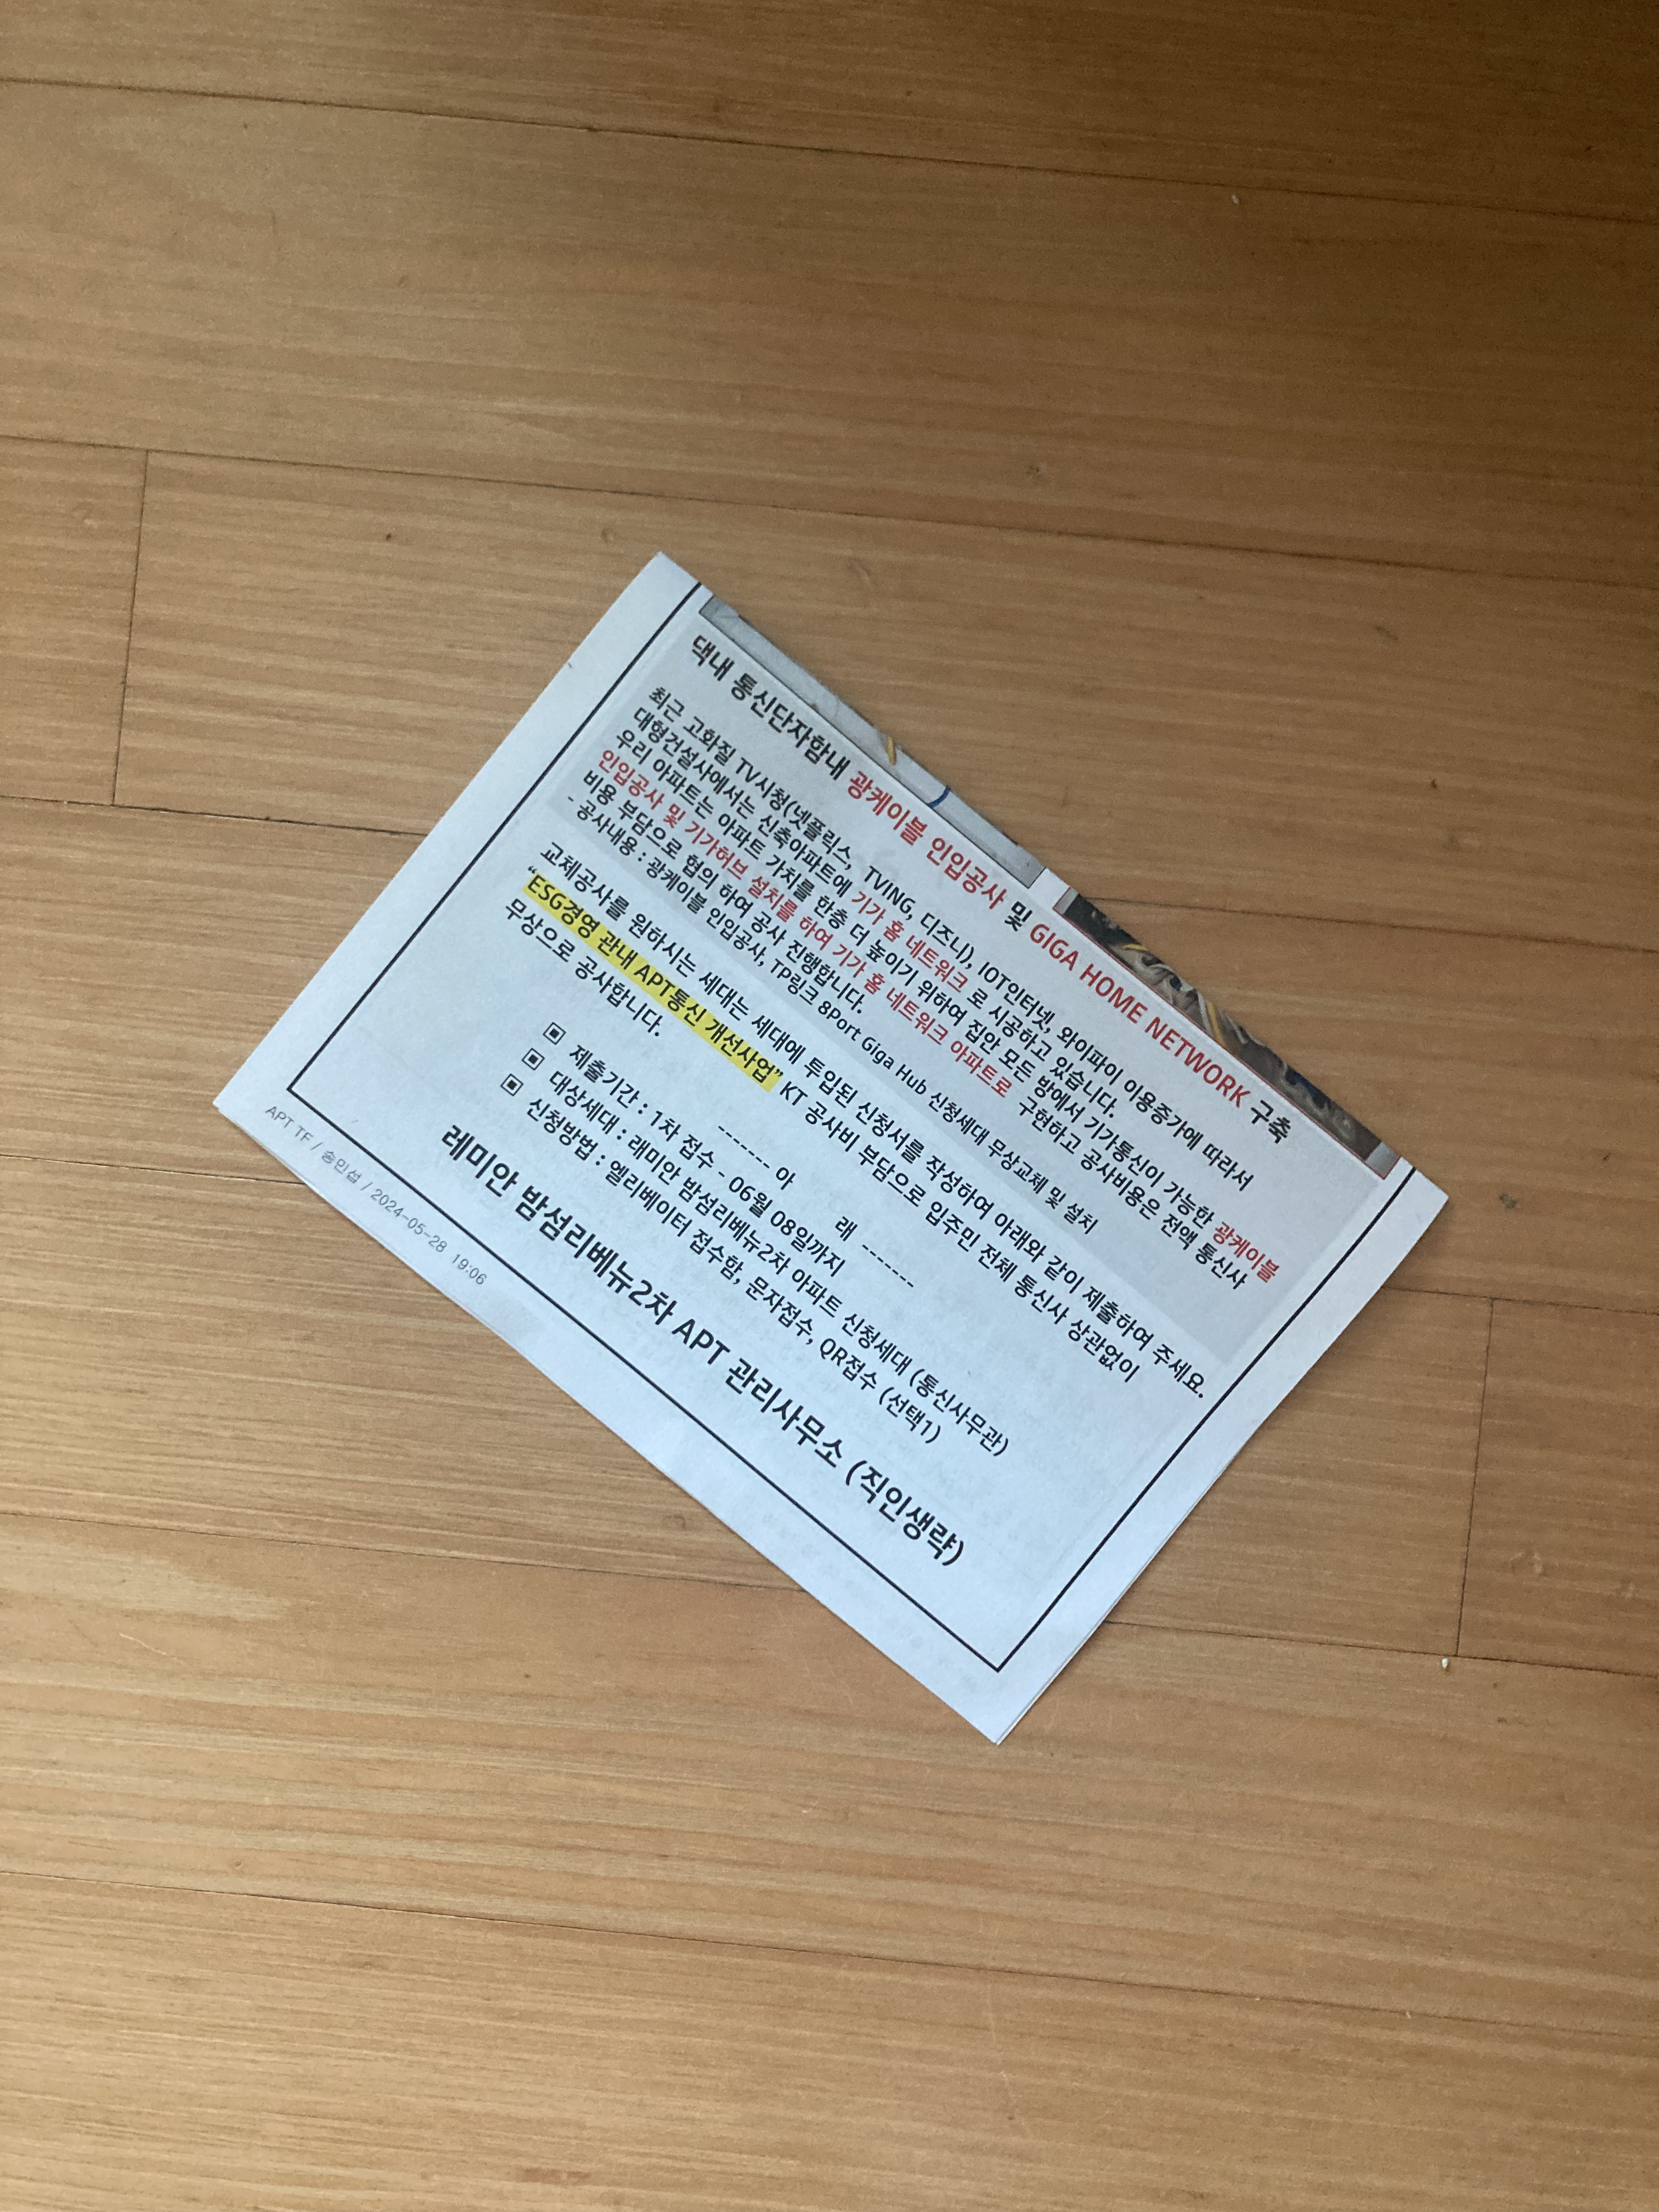 댁내 통신단자함내 광케이블 인입공사 및 GIGA HOME NETWORK 구축
최근 고화질 TV시청(넷플릭스, TVING, 디즈니), IOT인터넷, 와이파이 이용증가에 따라서
대형건설사에서는 신축아파트에 기가 홈 네트워크 로 시공하고 있습니다.
우리 아파트는 아파트 가치를 한층 더 높이기 위하여 집안 모든 방에서 기가통신이 가능한 광케이블
인입공사 및 기가허브 설치를 하여 기가 홈 네트워크 아파트로 구현하고 공사비용은 전액 통신사
비용 부담으로 협의 하여 공사 진행합니다.
- 공사내용 : 광케이블 인입공사, TP링크 8Port Giga Hub 신청세대 무상교체 및 설치
교체공사를 원하시는 세대는 세대에 투입된 신청서를 작성하여 아래와 같이 제출하여 주세요.
“ESG경영 관내 APT통신 개선사업” KT 공사비 부담으로 입주민 전체 통신사 상관없이
무상으로 공사합니다.
------- 아 래 -------
▣ 제출기간 : 1차 접수 - 06월 08일까지
▣ 대상세대 : 래미안 밤섬리베뉴2차 아파트 신청세대 (통신사무관)
▣ 신청방법 : 엘리베이터 접수함, 문자접수, QR접수 (선택1)
레미안 밤섬리베뉴2차 APT 관리사무소 (직인생략)
APT TF / 송민섭 / 2024-05-28 19:06